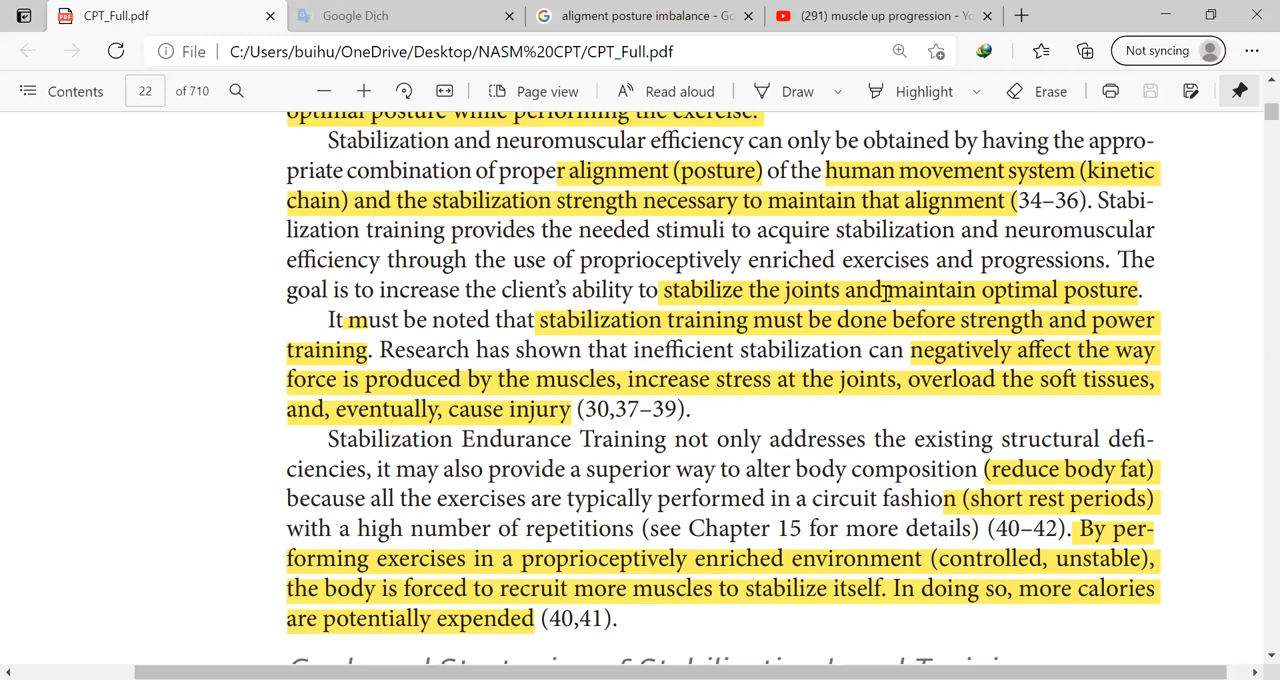 CPT_Full.pdf
Google Dịch
aligment posture imbalance - Go
(291) muscle up progression - Yo
File
C:/Users/buihu/OneDrive/Desktop/NASM%20CPT/CPT_Full.pdf
Not syncing
Contents
22
of 710
Page view
Read aloud
Draw
Highlight
Erase
optimal posture while performing the exercise.
Stabilization and neuromuscular efficiency can only be obtained by having the appro-
priate combination of proper alignment (posture) of the human movement system (kinetic
chain) and the stabilization strength necessary to maintain that alignment (34–36). Stabi-
lization training provides the needed stimuli to acquire stabilization and neuromuscular
efficiency through the use of proprioceptively enriched exercises and progressions. The
goal is to increase the client’s ability to stabilize the joints and maintain optimal posture.
It must be noted that stabilization training must be done before strength and power
training. Research has shown that inefficient stabilization can negatively affect the way
force is produced by the muscles, increase stress at the joints, overload the soft tissues,
and, eventually, cause injury (30,37–39).
Stabilization Endurance Training not only addresses the existing structural defi-
ciencies, it may also provide a superior way to alter body composition (reduce body fat)
because all the exercises are typically performed in a circuit fashion (short rest periods)
with a high number of repetitions (see Chapter 15 for more details) (40–42). By per-
forming exercises in a proprioceptively enriched environment (controlled, unstable),
the body is forced to recruit more muscles to stabilize itself. In doing so, more calories
are potentially expended (40,41).